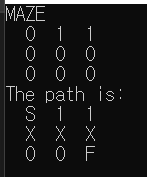 MAZE
0 1 1
0 0 0
0 0 0
The path is:
S 1 1
X X X
0 0 F